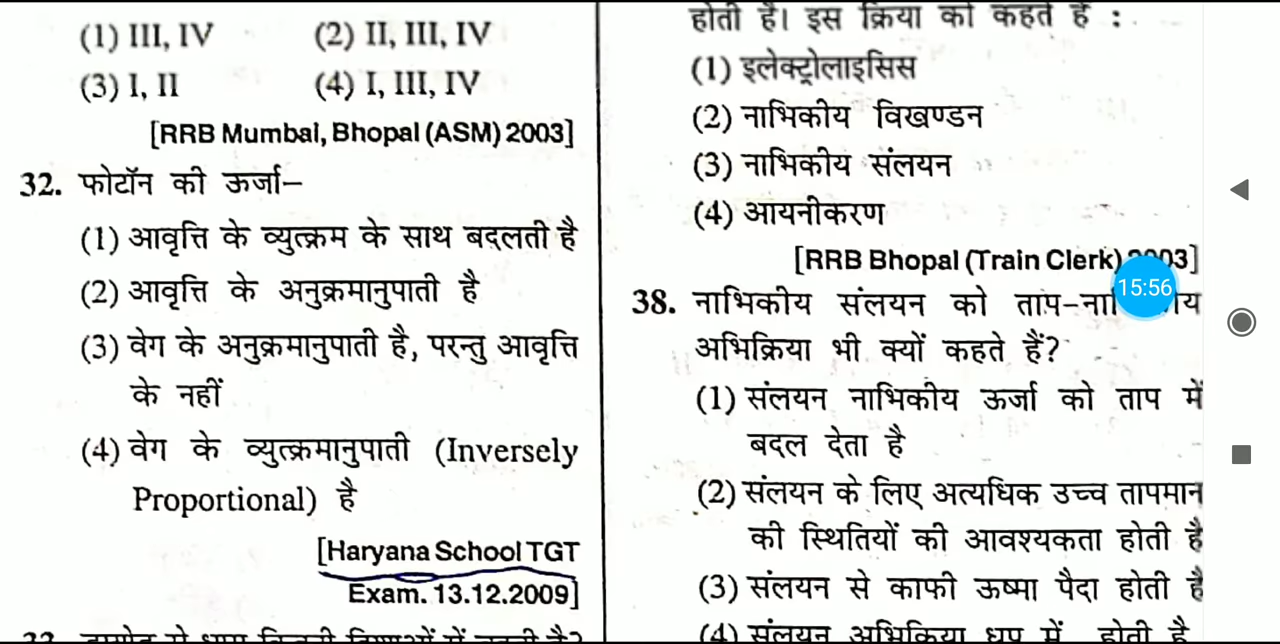 (1) III, IV (2) II, III, IV
(3) I, II (4) I, III, IV
[RRB Mumbai, Bhopal (ASM) 2003]
32. फोटॉन की ऊर्जा–
(1) आवृत्ति के व्युत्क्रम के साथ बदलती है
(2) आवृत्ति के अनुक्रमानुपाती है
(3) वेग के अनुक्रमानुपाती है, परन्तु आवृत्ति
के नहीं
(4) वेग के व्युत्क्रमानुपाती (Inversely
Proportional) है
[Haryana School TGT
Exam. 13.12.2009]
होती है। इस क्रिया को कहते हैं :
(1) इलेक्ट्रोलाइसिस
(2) नाभिकीय विखण्डन
(3) नाभिकीय संलयन
(4) आयनीकरण
[RRB Bhopal (Train Clerk) 2003]
15:56
38. नाभिकीय संलयन को ताप-ना
अभिक्रिया भी क्यों कहते हैं?
(1) संलयन नाभिकीय ऊर्जा को ताप में
बदल देता है
(2) संलयन के लिए अत्यधिक उच्च तापमान
की स्थितियों की आवश्यकता होती है
(3) संलयन से काफी ऊष्मा पैदा होती है
(4) संलयन अभिक्रिया धूप में होती है